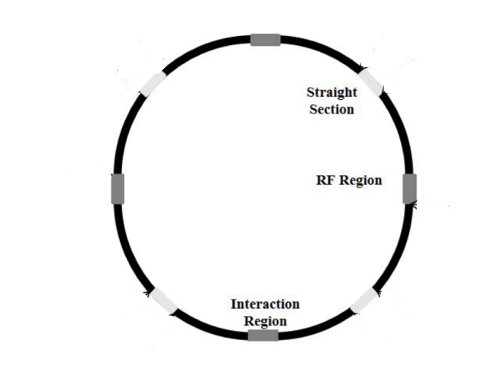 Straight
Section
RF Region
Interaction
Region